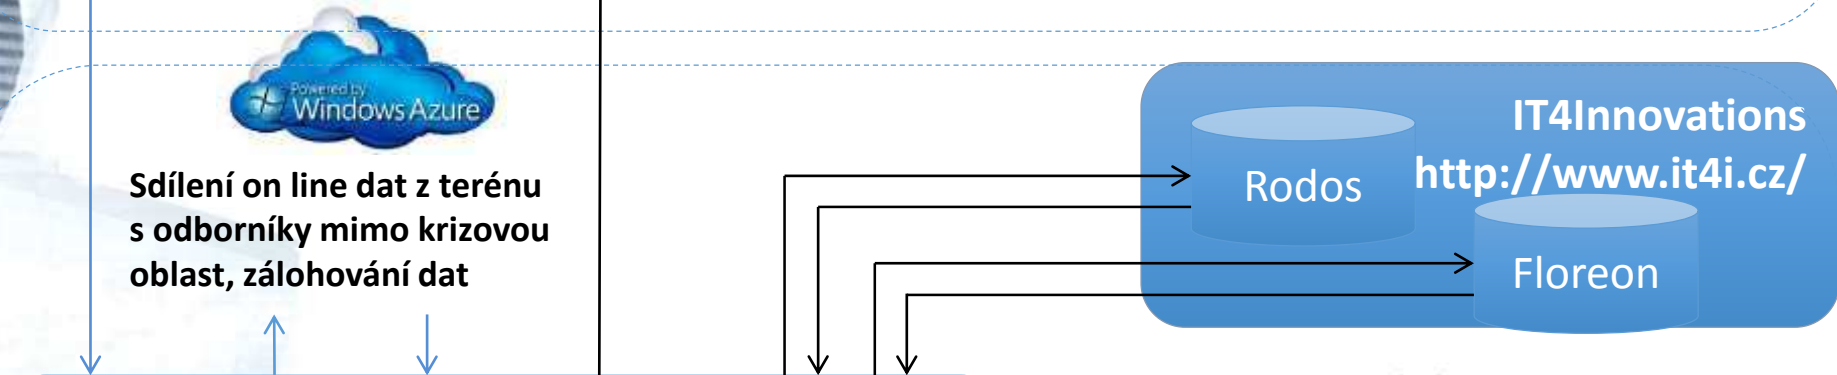 Powered by
Windows Azure
Sdílení on line dat z terénu
s odborníky mimo krizovou
oblast, zálohování dat
IT4Innovations
http://www.it4i.cz/
Rodos
Floreon